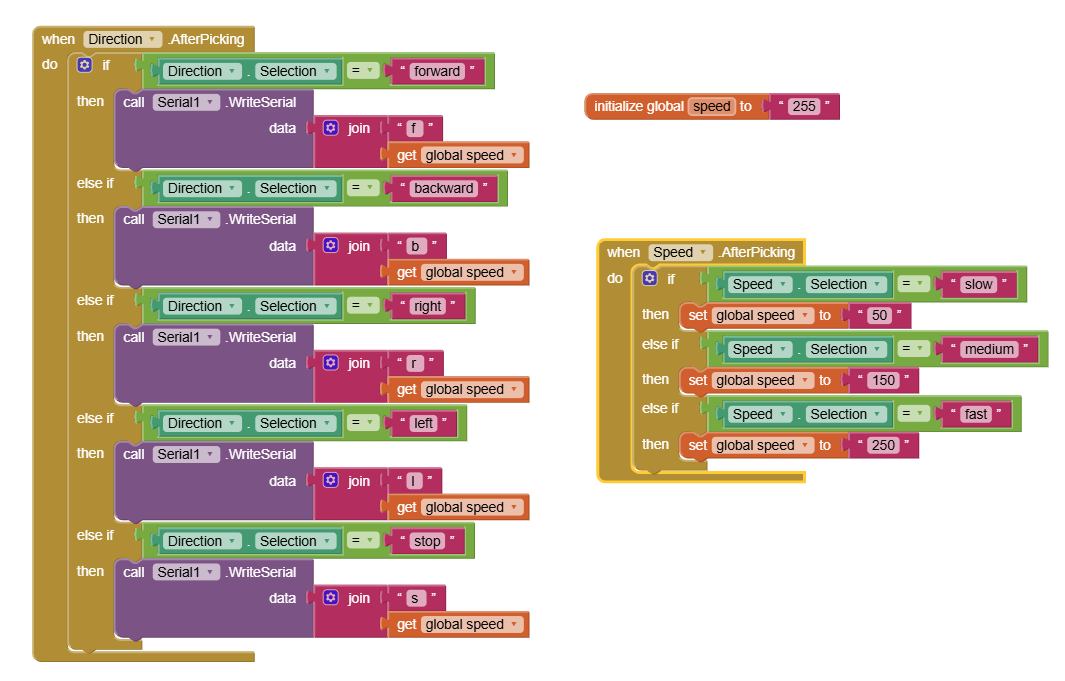 when Direction .AfterPicking
do if Direction . Selection = “ forward ”
then call Serial1 .WriteSerial
data join “ f ”
get global speed
else if Direction . Selection = “ backward ”
then call Serial1 .WriteSerial
data join “ b ”
get global speed
else if Direction . Selection = “ right ”
then call Serial1 .WriteSerial
data join “ r ”
get global speed
else if Direction . Selection = “ left ”
then call Serial1 .WriteSerial
data join “ l ”
get global speed
else if Direction . Selection = “ stop ”
then call Serial1 .WriteSerial
data join “ s ”
get global speed
initialize global speed to “ 255 ”
when Speed .AfterPicking
do if Speed . Selection = “ slow ”
then set global speed to “ 50 ”
else if Speed . Selection = “ medium ”
then set global speed to “ 150 ”
else if Speed . Selection = “ fast ”
then set global speed to “ 250 ”